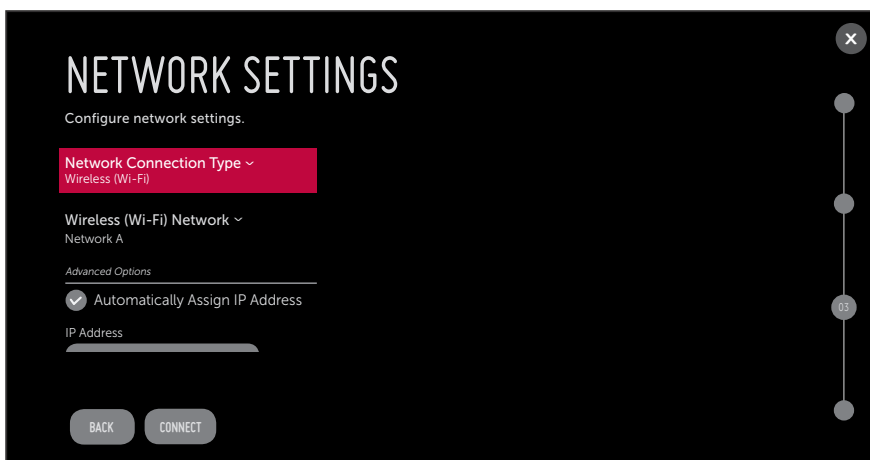 X
NETWORK SETTINGS
Configure network settings.
Network Connection Type
Wireless (Wi-Fi)
Wireless (Wi-Fi) Network
Network A
Advanced Options
Automatically Assign IP Address
03
IP Address
BACK
CONNECT